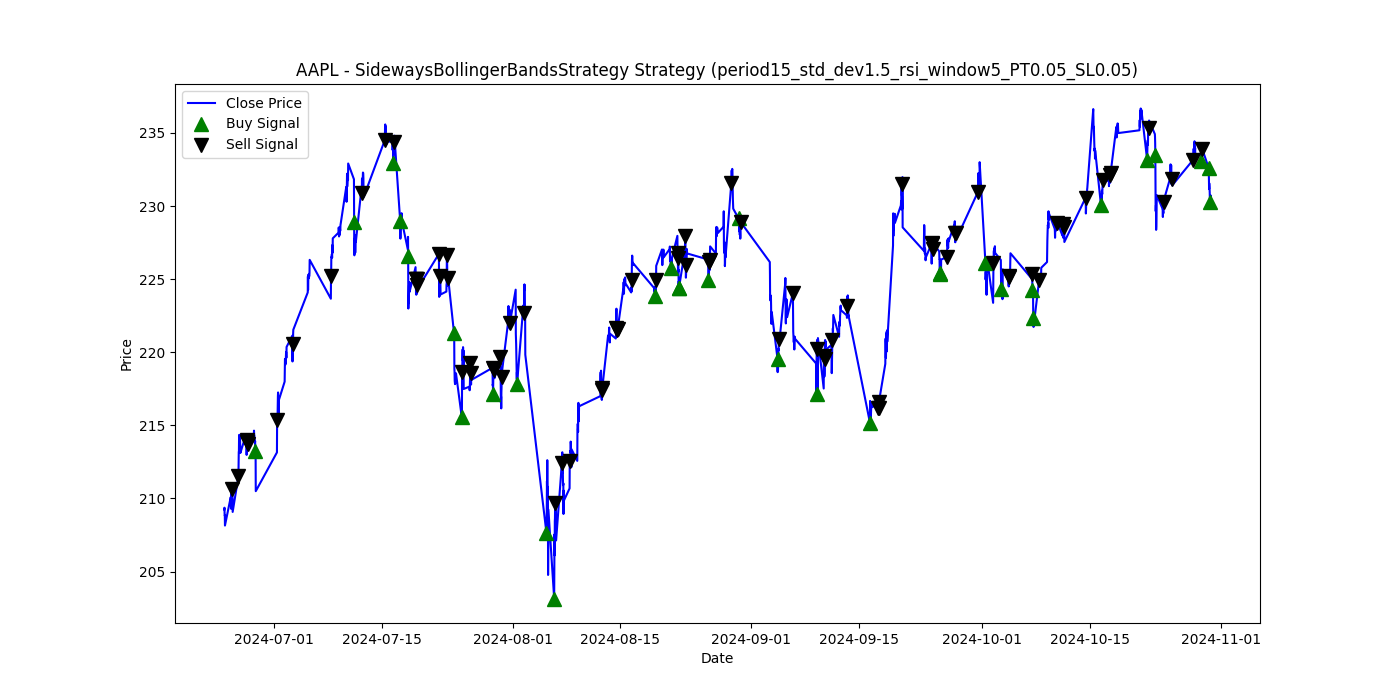 AAPL - SidewaysBollingerBandsStrategy Strategy (period15_std_dev1.5_rsi_window5_PT0.05_SL0.05)
Close Price
Buy Signal
Sell Signal
Price
235
230
225
220
215
210
205
2024-07-01 2024-07-15 2024-08-01 2024-08-15 2024-09-01 2024-09-15 2024-10-01 2024-10-15 2024-11-01
Date